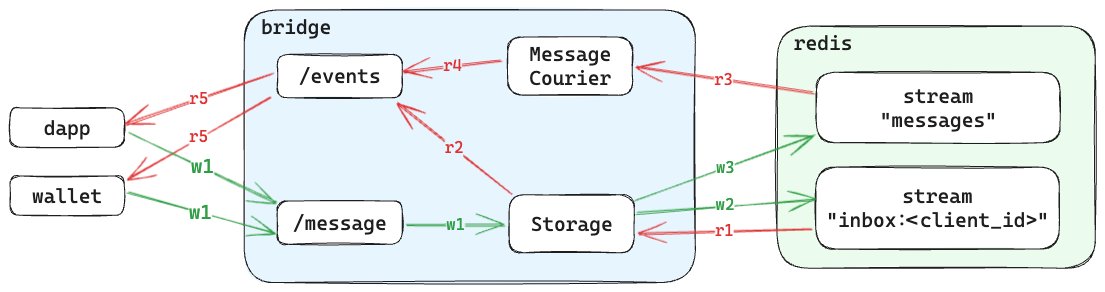 bridge
redis
Message
Courier
/events
r4
r3
stream
"messages"
r5
dapp
r5
r2
w1
w3
wallet
stream
"inbox:<client_id>"
w1
/message
w1
Storage
w2
r1